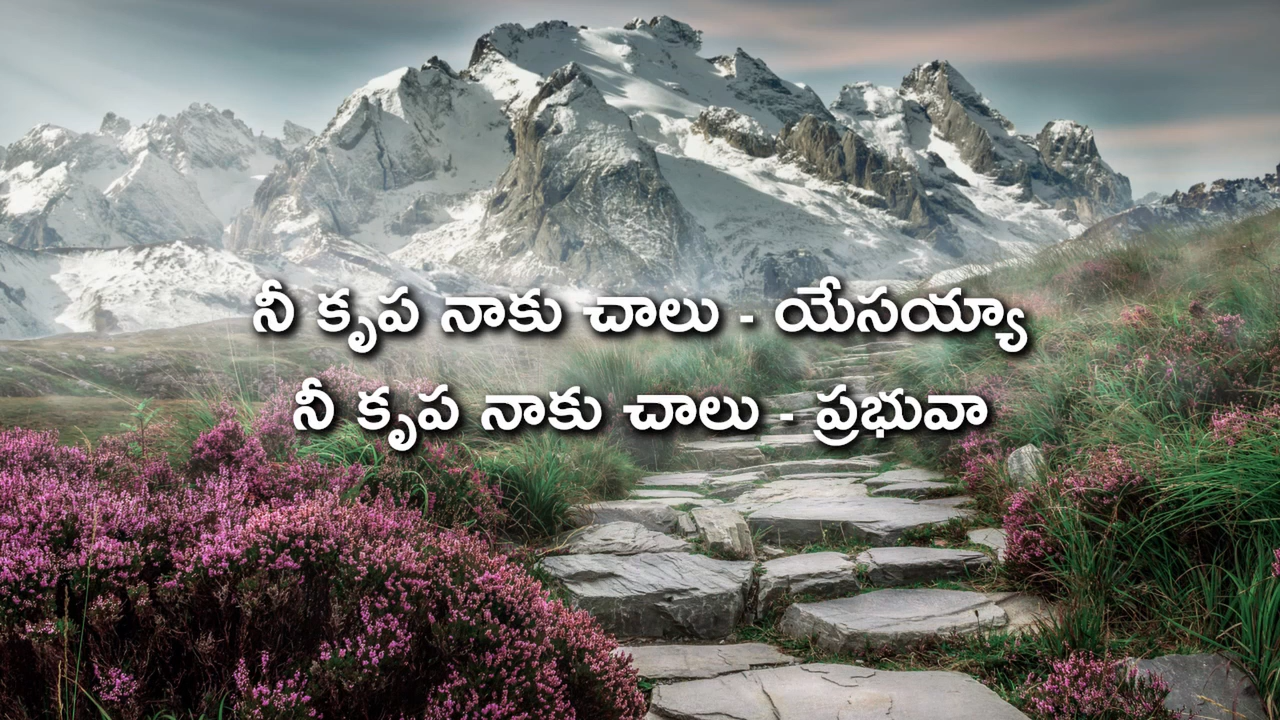 నీ కృప నాకు చాలు - యేసయ్యా
నీ కృప నాకు చాలు - ప్రభువా